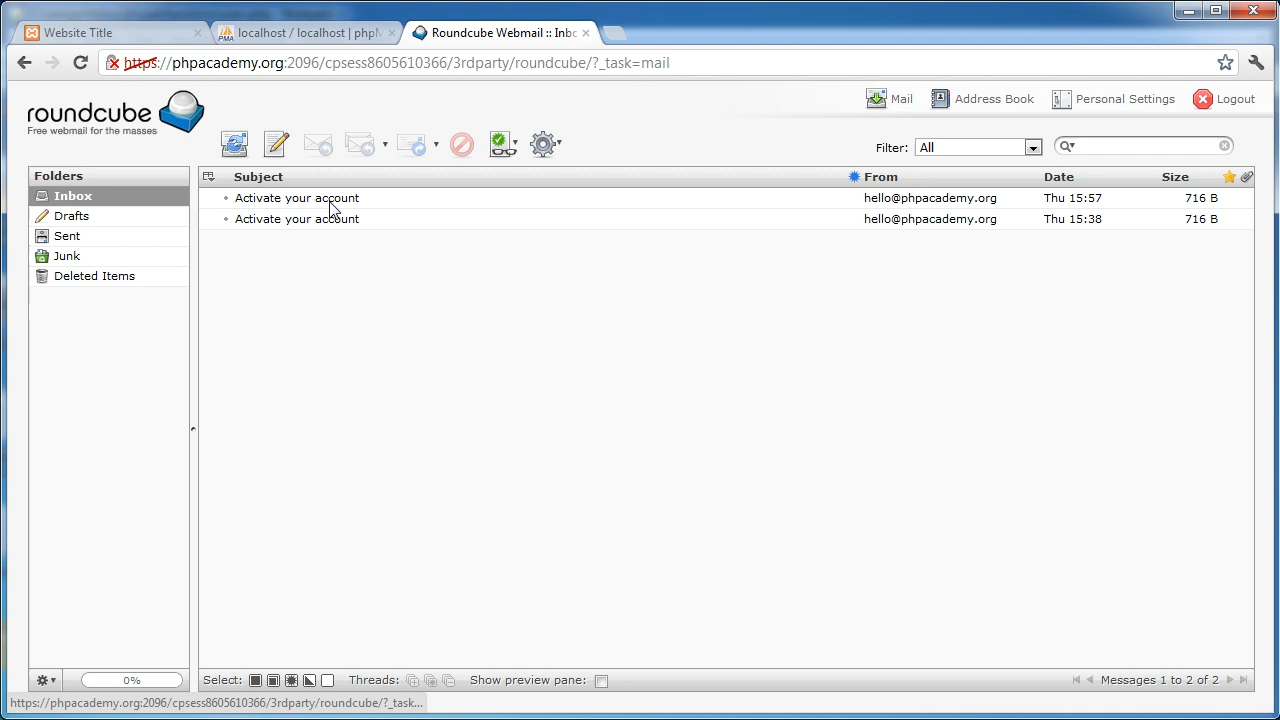 Website Title
localhost / localhost | phpM
Roundcube Webmail :: Inbo
https://phpacademy.org:2096/cpsess8605610366/3rdparty/roundcube/?_task=mail
roundcube
Free webmail for the masses
Mail
Address Book
Personal Settings
Logout
Filter: All
Folders
Inbox
Drafts
Sent
Junk
Deleted Items
Subject From Date Size
Activate your account hello@phpacademy.org Thu 15:57 716 B
Activate your account hello@phpacademy.org Thu 15:38 716 B
0%
Select: Threads: Show preview pane: Messages 1 to 2 of 2
https://phpacademy.org:2096/cpsess8605610366/3rdparty/roundcube/?_task...